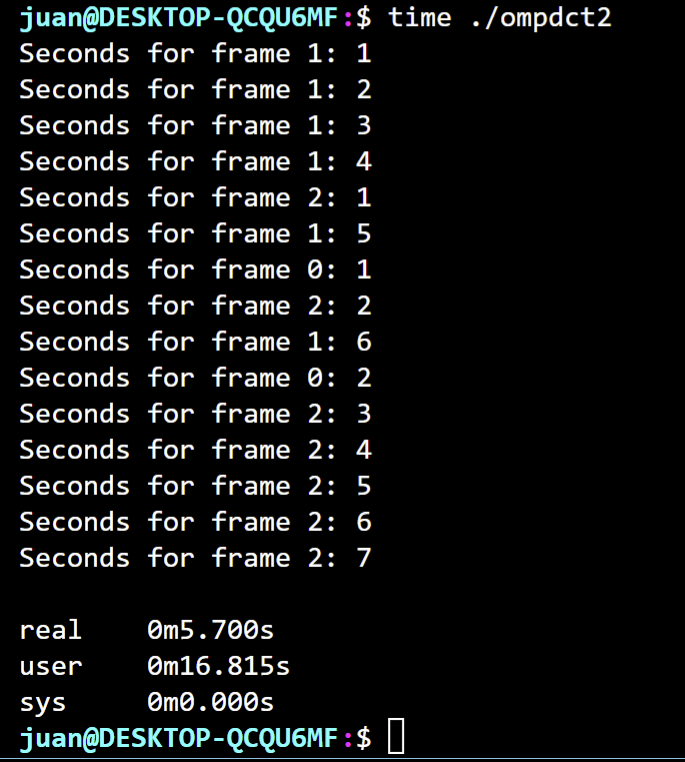 juan@DESKTOP-QCQU6MF:$ time ./ompdct2
Seconds for frame 1: 1
Seconds for frame 1: 2
Seconds for frame 1: 3
Seconds for frame 1: 4
Seconds for frame 2: 1
Seconds for frame 1: 5
Seconds for frame 0: 1
Seconds for frame 2: 2
Seconds for frame 1: 6
Seconds for frame 0: 2
Seconds for frame 2: 3
Seconds for frame 2: 4
Seconds for frame 2: 5
Seconds for frame 2: 6
Seconds for frame 2: 7

real    0m5.700s
user    0m16.815s
sys     0m0.000s
juan@DESKTOP-QCQU6MF:$